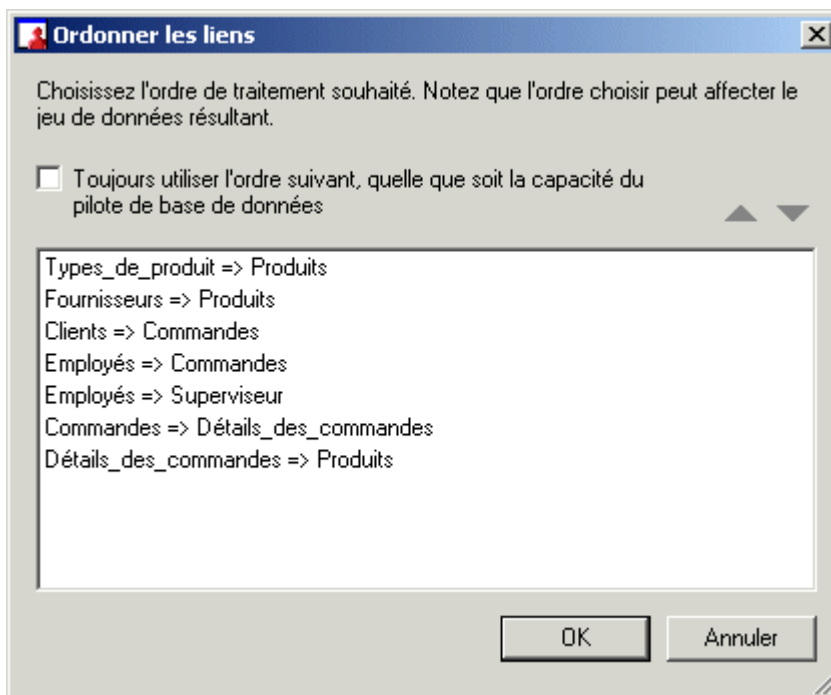 Ordonner les liens
Choisissez l'ordre de traitement souhaité. Notez que l'ordre choisir peut affecter le
jeu de données résultant.
Toujours utiliser l'ordre suivant, quelle que soit la capacité du
pilote de base de données
Types_de_produit => Produits
Fournisseurs => Produits
Clients => Commandes
Employés => Commandes
Employés => Superviseur
Commandes => Détails_des_commandes
Détails_des_commandes => Produits
OK
Annuler